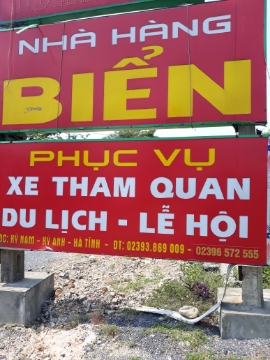 NHÀ HÀNG
BIỂN
PHỤC VỤ
XE THAM QUAN
DU LỊCH - LỄ HỘI
ĐC: KỲ NAM - KỲ ANH - HÀ TĨNH - ĐT: 02393.869 009 - 02396 572 555